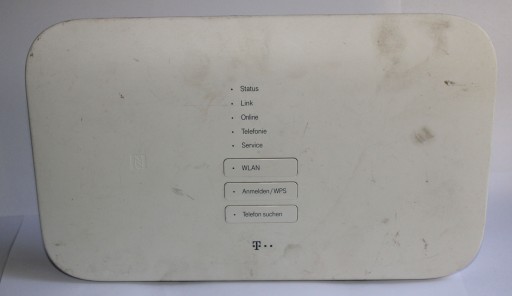 Status
Link
Online
Telefonie
Service
WLAN
Anmelden/WPS
Telefon suchen
T